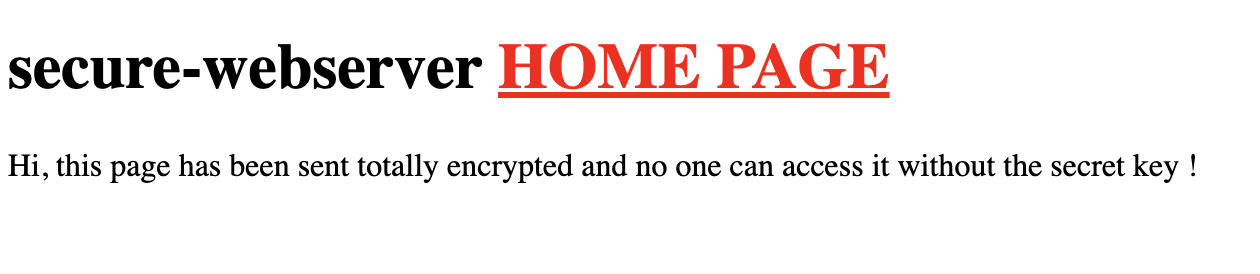 secure-webserver HOME PAGE
Hi, this page has been sent totally encrypted and no one can access it without the secret key !